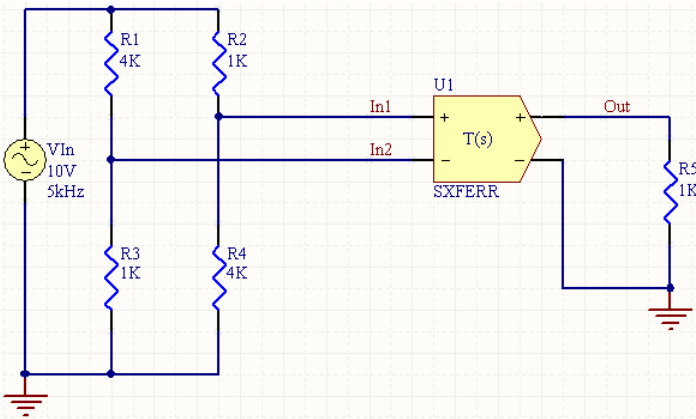 R1
4K
R2
1K
U1
In1
+
+
Out
T(s)
In2
−
−
SXFERR
+
VIn
−
10V
5kHz
R5
1K
R3
1K
R4
4K